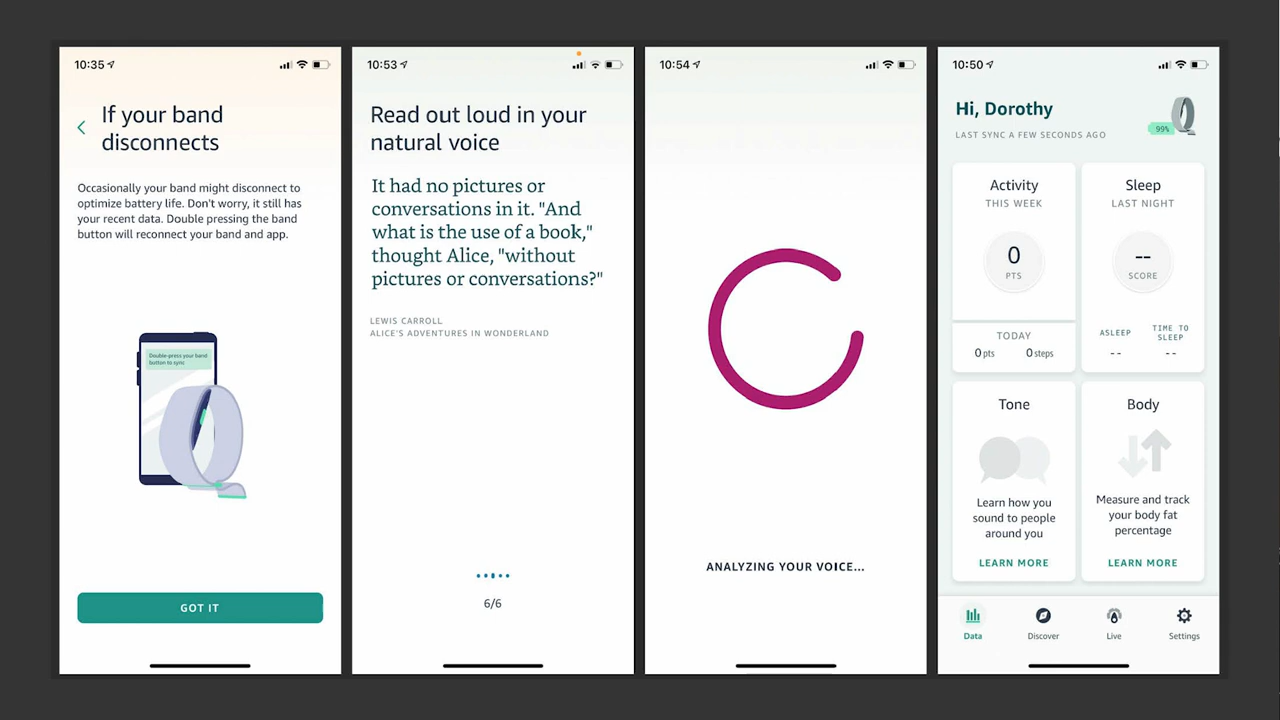 10:35
If your band
disconnects
Occasionally your band might disconnect to
optimize battery life. Don't worry, it still has
your recent data. Double pressing the band
button will reconnect your band and app.
Double-press your band
button to sync
GOT IT
10:53
Read out loud in your
natural voice
It had no pictures or
conversations in it. "And
what is the use of a book,"
thought Alice, "without
pictures or conversations?"
LEWIS CARROLL
ALICE'S ADVENTURES IN WONDERLAND
6/6
10:54
ANALYZING YOUR VOICE...
10:50
Hi, Dorothy
LAST SYNC A FEW SECONDS AGO
99%
Activity
THIS WEEK
0
PTS
TODAY
0 pts 0 steps
Sleep
LAST NIGHT
--
SCORE
ASLEEP
--
TIME TO
SLEEP
--
Tone
Learn how you
sound to people
around you
LEARN MORE
Body
Measure and track
your body fat
percentage
LEARN MORE
Data Discover Live Settings